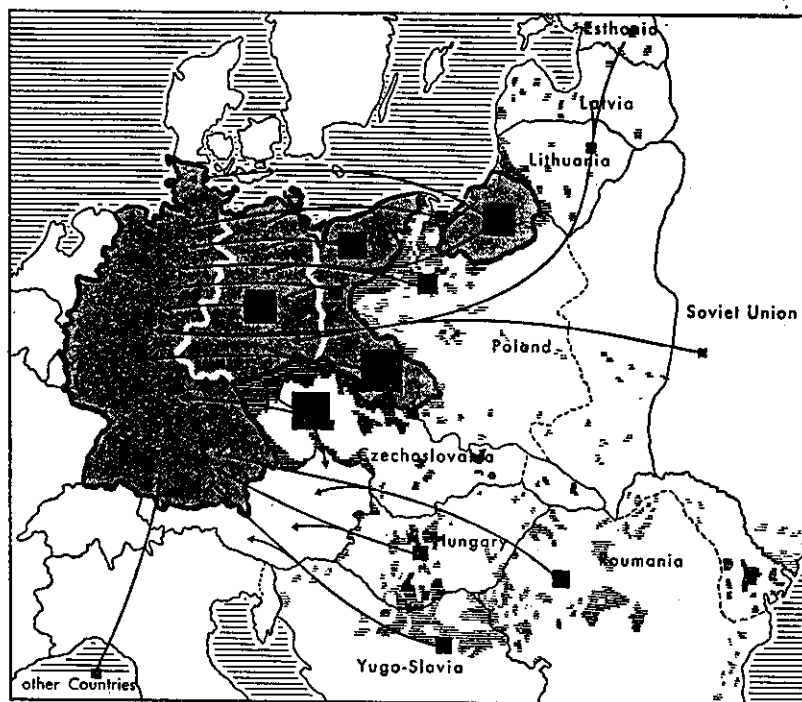 Esthonia
Latvia
Lithuania
Soviet Union
Poland
Czechoslovakia
Hungary
Roumania
Yugo-Slavia
other Countries